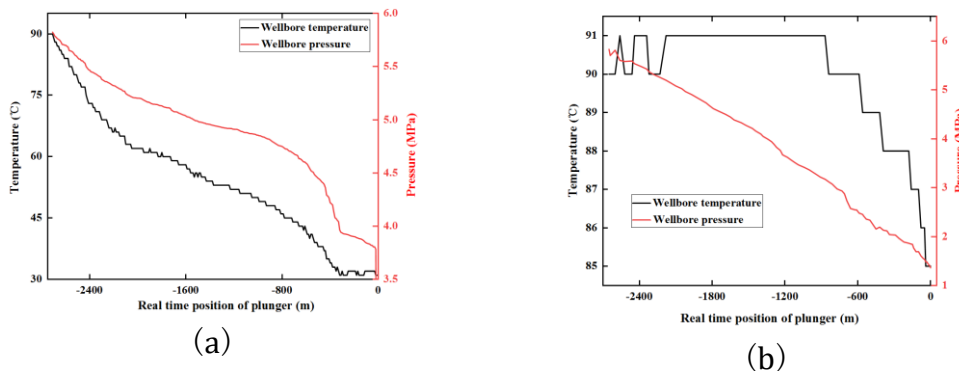 Wellbore temperature
Wellbore pressure
90
75
60
45
30
6.0
5.5
5.0
4.5
4.0
3.5
-2400
-1600
-800
0
Temperature (℃)
Pressure (MPa)
Real time position of plunger (m)
(a)
91
90
89
88
87
86
85
6
5
4
3
2
1
Wellbore temperature
Wellbore pressure
-2400
-1800
-1200
-600
0
Temperature (℃)
Pressure (MPa)
Real time position of plunger (m)
(b)